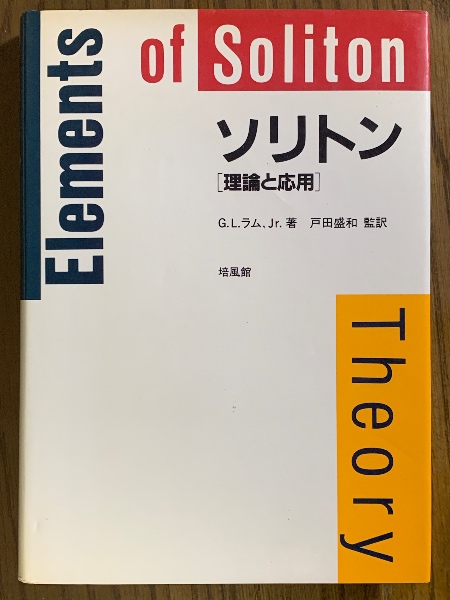 Elements
of Soliton
ソリトン
[理論と応用]
G.L.ラム,Jr.著 戸田盛和 監訳
培風館
Theory